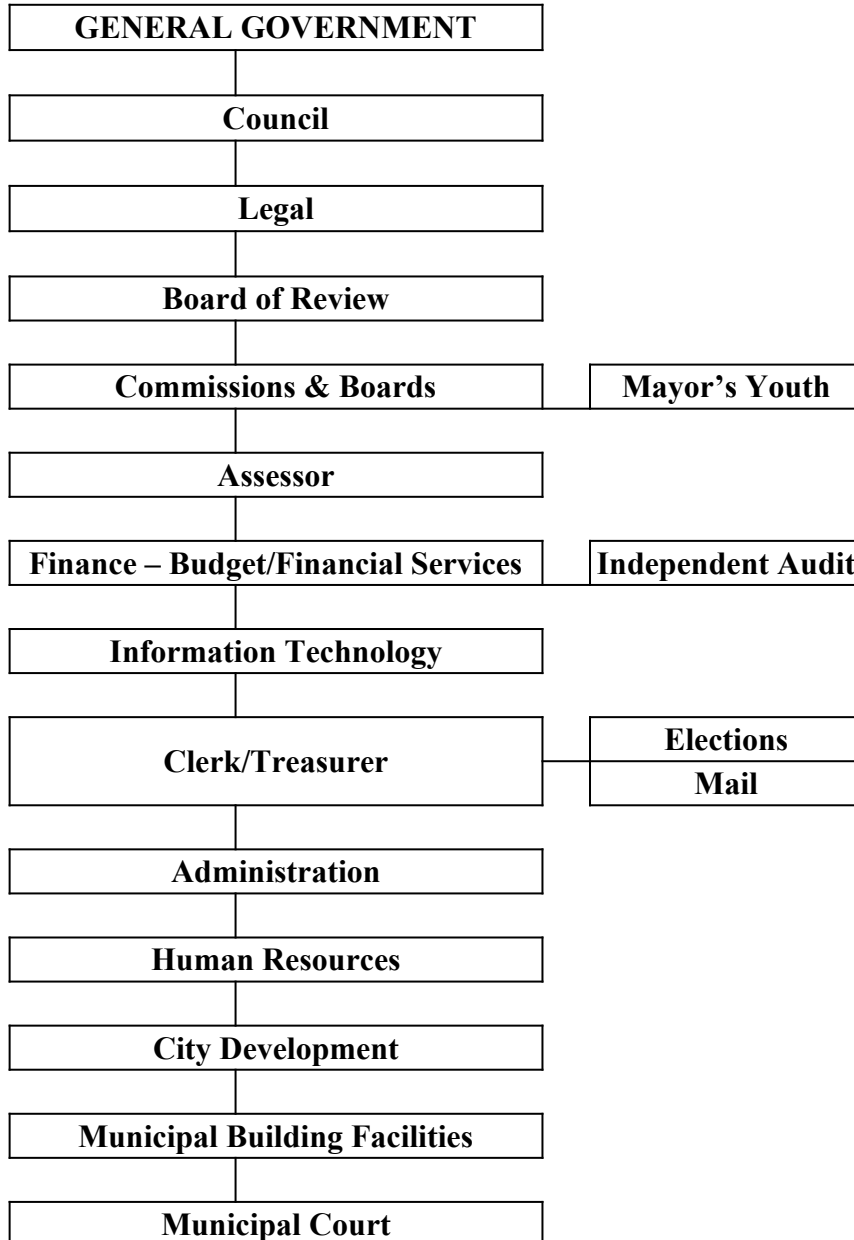 GENERAL GOVERNMENT
Council
Legal
Board of Review
Commissions & Boards
Mayor’s Youth
Assessor
Finance – Budget/Financial Services
Independent Audit
Information Technology
Clerk/Treasurer
Elections
Mail
Administration
Human Resources
City Development
Municipal Building Facilities
Municipal Court